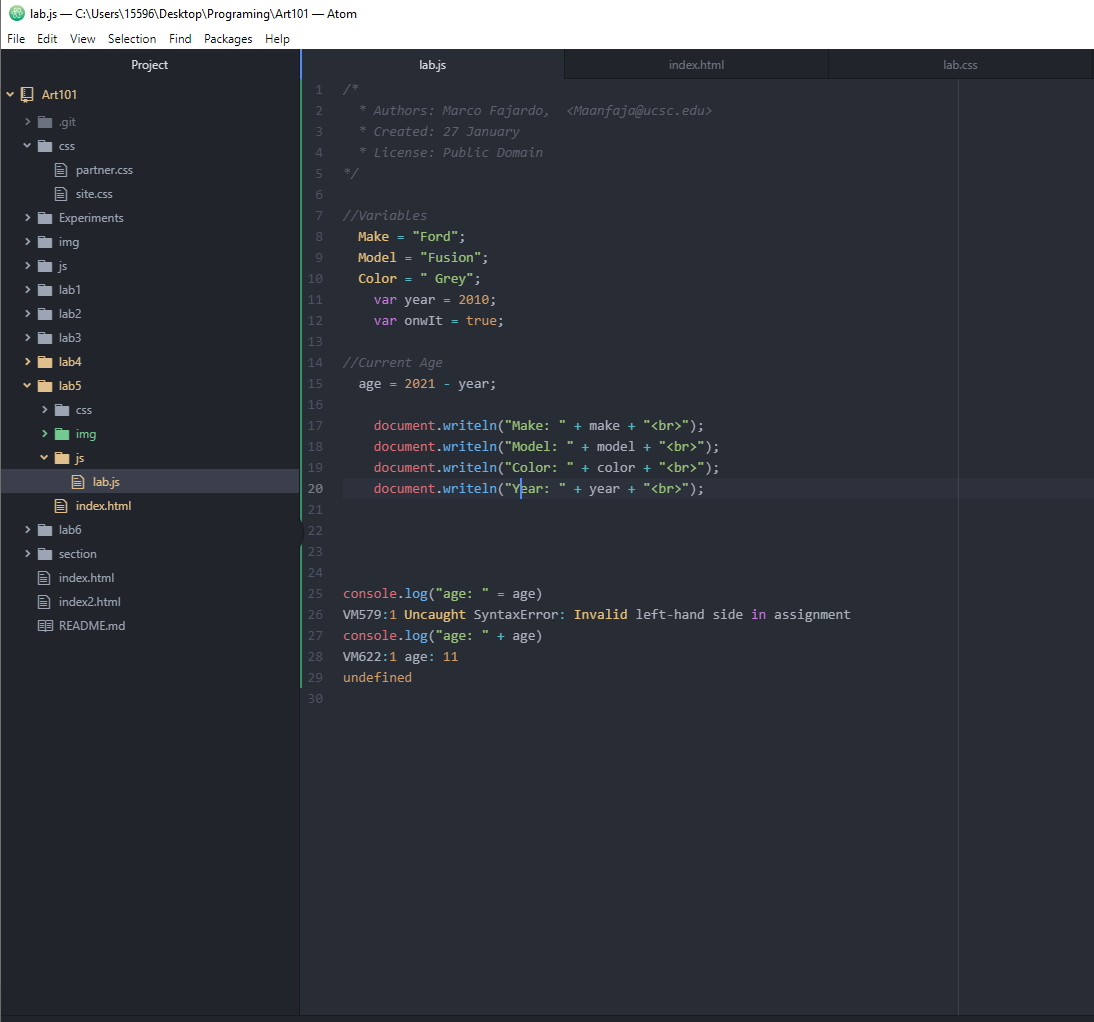 lab.js — C:\Users\15596\Desktop\Programing\Art101 — Atom
File Edit View Selection Find Packages Help
Project
Art101
.git
css
partner.css
site.css
Experiments
img
js
lab1
lab2
lab3
lab4
lab5
css
img
js
lab.js
index.html
lab6
section
index.html
index2.html
README.md
lab.js index.html lab.css
1 /*
2 * Authors: Marco Fajardo, <Maanfaja@ucsc.edu>
3 * Created: 27 January
4 * License: Public Domain
5 */
6
7 //Variables
8 Make = "Ford";
9 Model = "Fusion";
10 Color = " Grey";
11 var year = 2010;
12 var onwIt = true;
13
14 //Current Age
15 age = 2021 - year;
16
17 document.writeln("Make: " + make + "<br>");
18 document.writeln("Model: " + model + "<br>");
19 document.writeln("Color: " + color + "<br>");
20 document.writeln("Year: " + year + "<br>");
21
22
23
24
25 console.log("age: " = age)
26 VM579:1 Uncaught SyntaxError: Invalid left-hand side in assignment
27 console.log("age: " + age)
28 VM622:1 age: 11
29 undefined
30